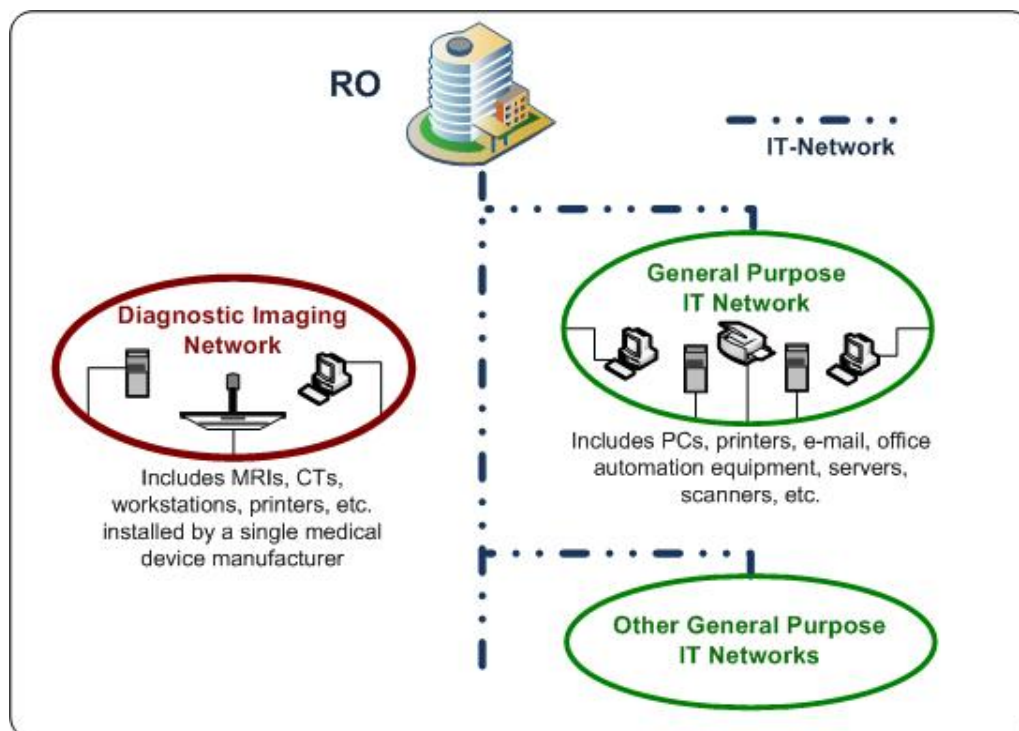 RO
IT-Network
General Purpose
IT Network
Diagnostic Imaging
Network
Includes PCs, printers, e-mail, office
automation equipment, servers,
scanners, etc.
Includes MRIs, CTs,
workstations, printers, etc.
installed by a single medical
device manufacturer
Other General Purpose
IT Networks